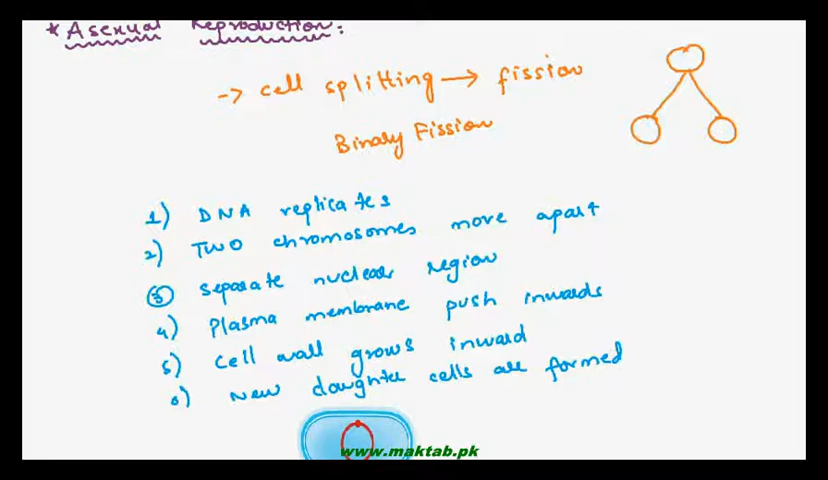 * Asexual Reproduction:
→ cell splitting → fission
Binary Fission
1) DNA replicates
2) Two chromosomes move apart
3 separate nuclear region
4) Plasma membrane push inwards
5) Cell wall grows inward
6) New daughter cells are formed
www.maktab.pk